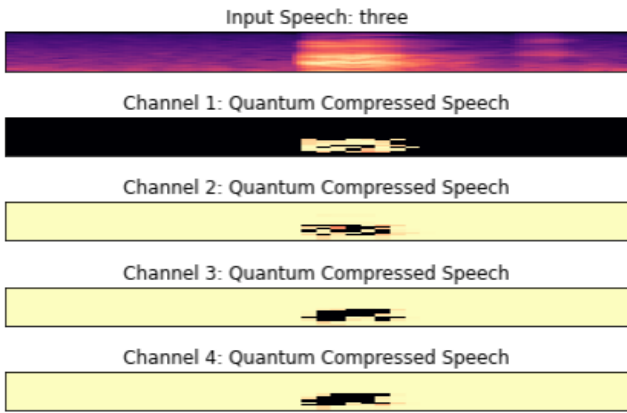 Input Speech: three
Channel 1: Quantum Compressed Speech
Channel 2: Quantum Compressed Speech
Channel 3: Quantum Compressed Speech
Channel 4: Quantum Compressed Speech